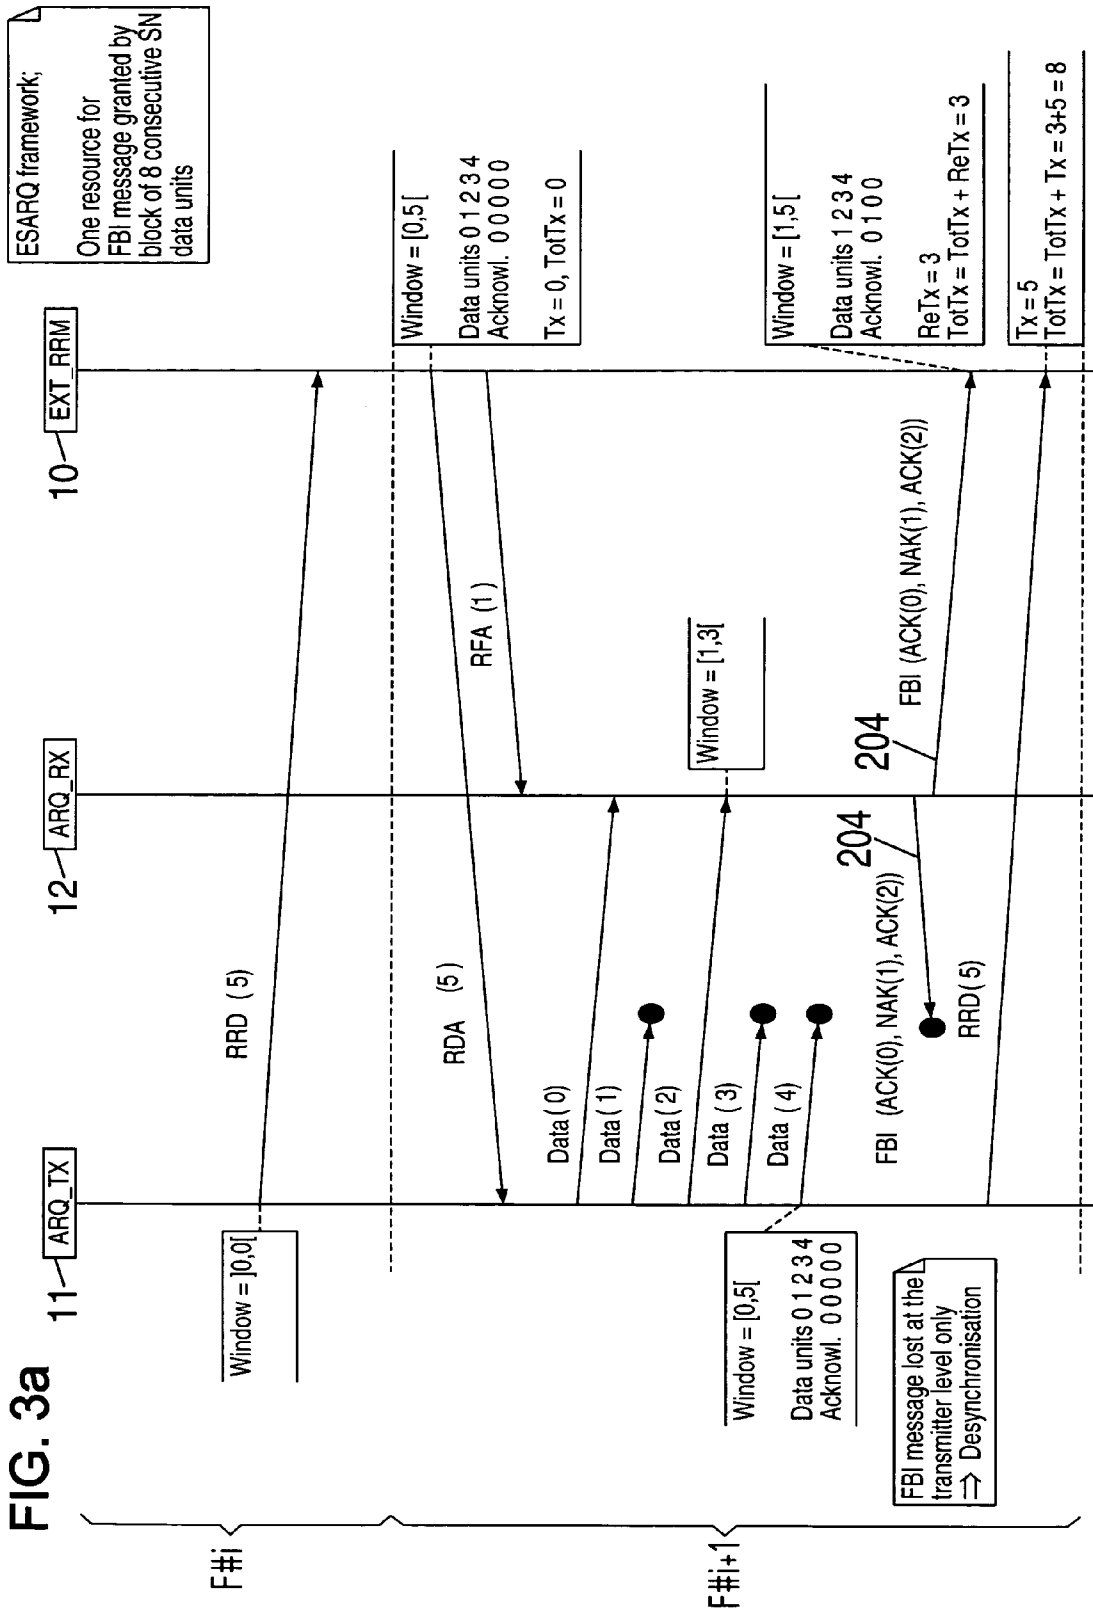 FIG. 3a
11
ARQ_TX
12
ARQ_RX
10
EXT_RRM
ESARQ framework;
One resource for
FBI message granted by
block of 8 consecutive SN
data units
F#i
Window = ]0,0[
RRD (5)
F#i+1
Window = [0,5[
Data units 0 1 2 3 4
Acknowl. 0 0 0 0 0
Tx = 0, TotTx = 0
RDA (5)
RFA (1)
Data(0)
Data(1)
Data(2)
Window = [1,3[
Data (3)
Data (4)
Window = [0,5[
Data units 0 1 2 3 4
Acknowl. 0 0 0 0 0
204
FBI (ACK(0), NAK(1), ACK(2))
204
FBI (ACK(0), NAK(1), ACK(2))
Window = [1,5[
Data units 1 2 3 4
Acknowl. 0 1 0 0
ReTx = 3
TotTx = TotTx + ReTx = 3
FBI message lost at the
transmitter level only
⇒ Desynchronisation
RRD(5)
Tx = 5
TotTx = TotTx + Tx = 3+5 = 8